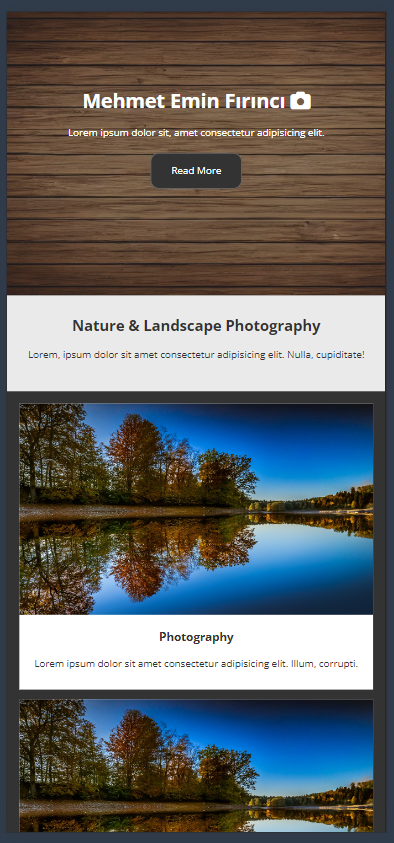 Mehmet Emin Fırıncı
Lorem ipsum dolor sit, amet consectetur adipisicing elit.
Read More
Nature & Landscape Photography
Lorem, ipsum dolor sit amet consectetur adipisicing elit. Nulla, cupiditate!
Photography
Lorem ipsum dolor sit amet consectetur adipisicing elit. Illum, corrupti.